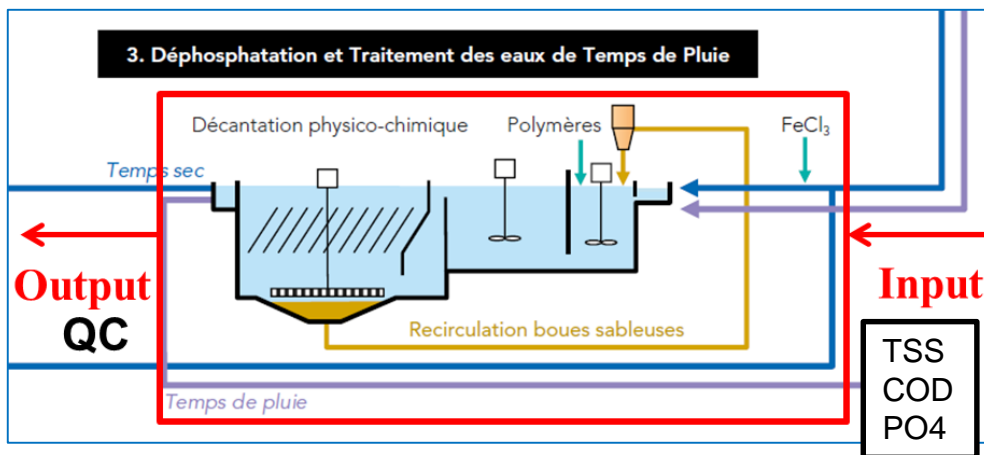 3. Déphosphatation et Traitement des eaux de Temps de Pluie
Décantation physico-chimique
Polymères
FeCl₃
Temps sec
Output
QC
Input
Recirculation boues sableuses
TSS
COD
PO4
Temps de pluie